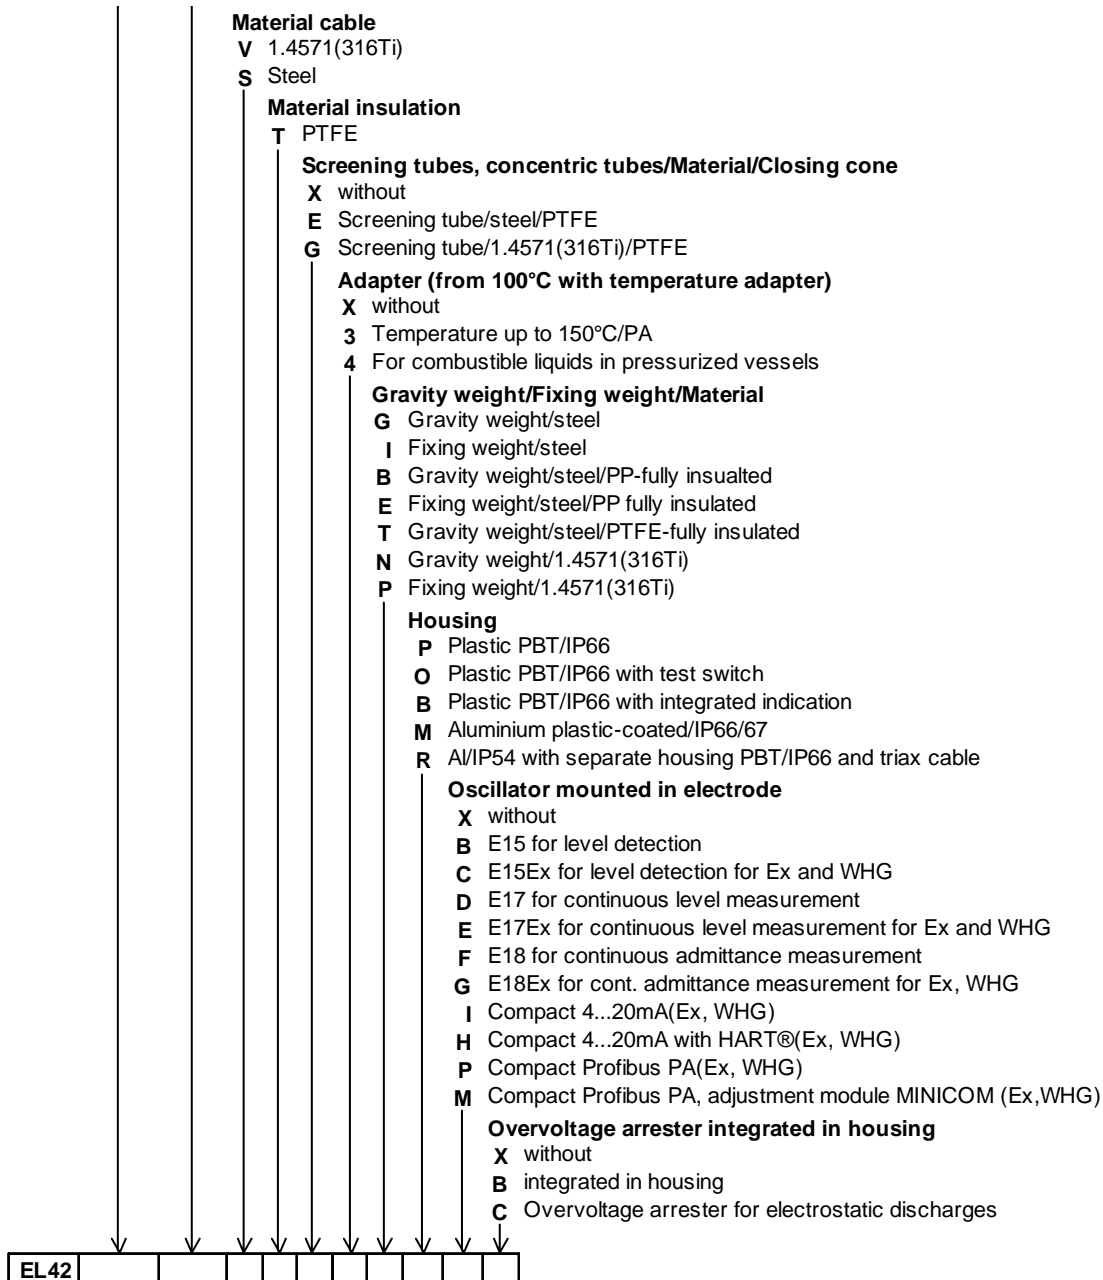 Material cable
V 1.4571(316Ti)
S Steel
Material insulation
T PTFE
Screening tubes, concentric tubes/Material/Closing cone
X without
E Screening tube/steel/PTFE
G Screening tube/1.4571(316Ti)/PTFE
Adapter (from 100°C with temperature adapter)
X without
3 Temperature up to 150°C/PA
4 For combustible liquids in pressurized vessels
Gravity weight/Fixing weight/Material
G Gravity weight/steel
I Fixing weight/steel
B Gravity weight/steel/PP-fully insualted
E Fixing weight/steel/PP fully insulated
T Gravity weight/steel/PTFE-fully insulated
N Gravity weight/1.4571(316Ti)
P Fixing weight/1.4571(316Ti)
Housing
P Plastic PBT/IP66
O Plastic PBT/IP66 with test switch
B Plastic PBT/IP66 with integrated indication
M Aluminium plastic-coated/IP66/67
R Al/IP54 with separate housing PBT/IP66 and triax cable
Oscillator mounted in electrode
X without
B E15 for level detection
C E15Ex for level detection for Ex and WHG
D E17 for continuous level measurement
E E17Ex for continuous level measurement for Ex and WHG
F E18 for continuous admittance measurement
G E18Ex for cont. admittance measurement for Ex, WHG
I Compact 4...20mA(Ex, WHG)
H Compact 4...20mA with HART®(Ex, WHG)
P Compact Profibus PA(Ex, WHG)
M Compact Profibus PA, adjustment module MINICOM (Ex,WHG)
Overvoltage arrester integrated in housing
X without
B integrated in housing
C Overvoltage arrester for electrostatic discharges
EL42